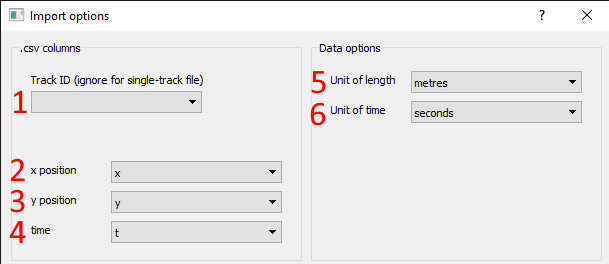 Import options
? ×
.csv columns
Track ID (ignore for single-track file)
1
2 x position x
3 y position y
4 time t
Data options
5 Unit of length metres
6 Unit of time seconds